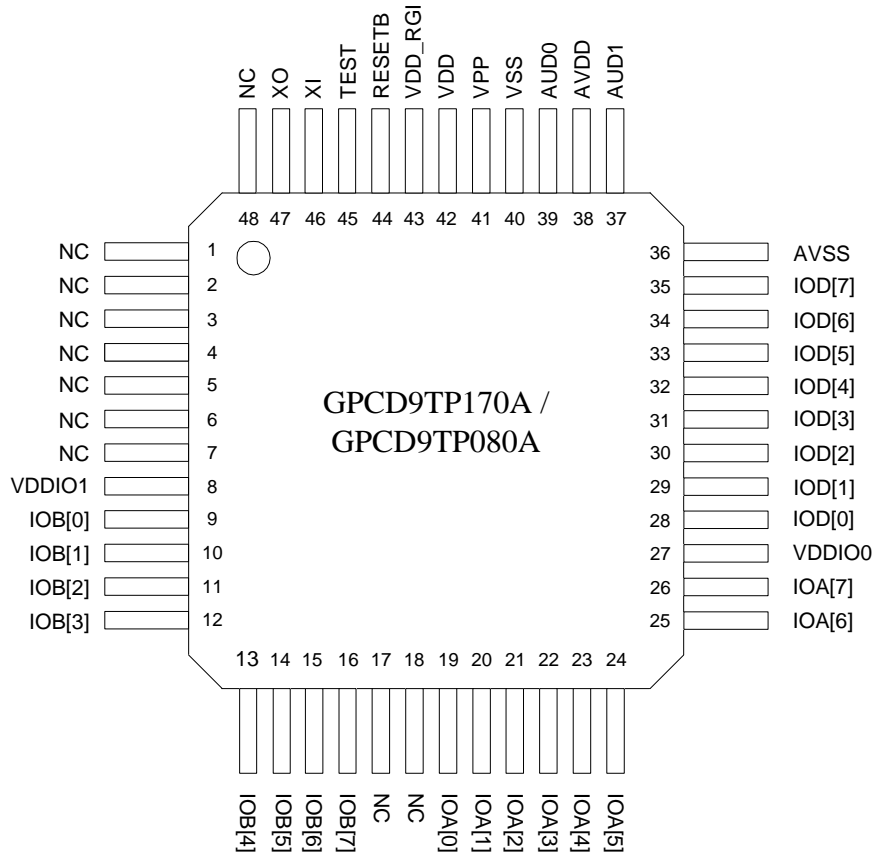 NC
XO
XI
TEST
RESETB
VDD_RGI
VDD
VPP
VSS
AUD0
AVDD
AUD1
48 47 46 45 44 43 42 41 40 39 38 37
NC 1
NC 2
NC 3
NC 4
NC 5
NC 6
NC 7
VDDIO1 8
IOB[0] 9
IOB[1] 10
IOB[2] 11
IOB[3] 12
GPCD9TP170A /
GPCD9TP080A
36 AVSS
35 IOD[7]
34 IOD[6]
33 IOD[5]
32 IOD[4]
31 IOD[3]
30 IOD[2]
29 IOD[1]
28 IOD[0]
27 VDDIO0
26 IOA[7]
25 IOA[6]
13 14 15 16 17 18 19 20 21 22 23 24
IOB[4]
IOB[5]
IOB[6]
IOB[7]
NC
NC
IOA[0]
IOA[1]
IOA[2]
IOA[3]
IOA[4]
IOA[5]